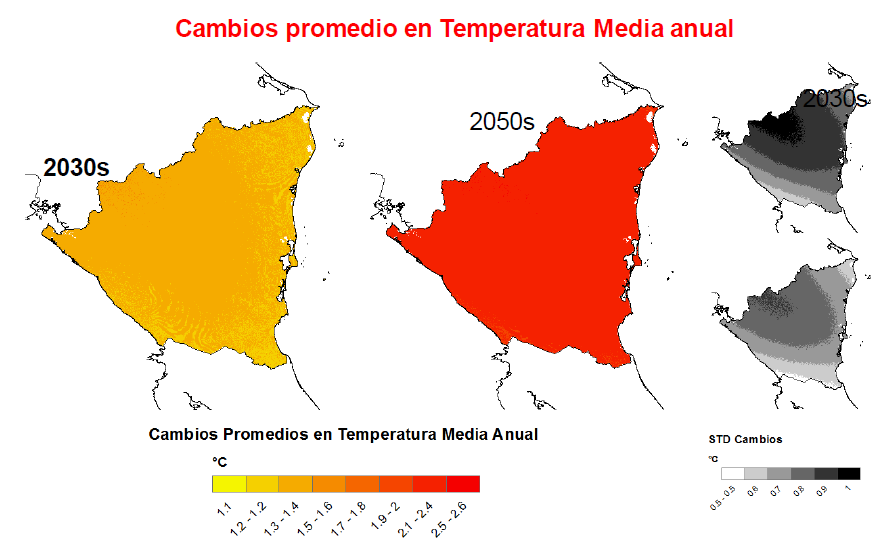 Cambios promedio en Temperatura Media anual
2030s
2050s
2030s
Cambios Promedios en Temperatura Media Anual
°C
1.1
1.2 - 1.2
1.3 - 1.4
1.5 - 1.6
1.7 - 1.8
1.9 - 2
2.1 - 2.4
2.5 - 2.6
STD Cambios
°C
0.5 - 0.5
0.6
0.7
0.8
0.9
1